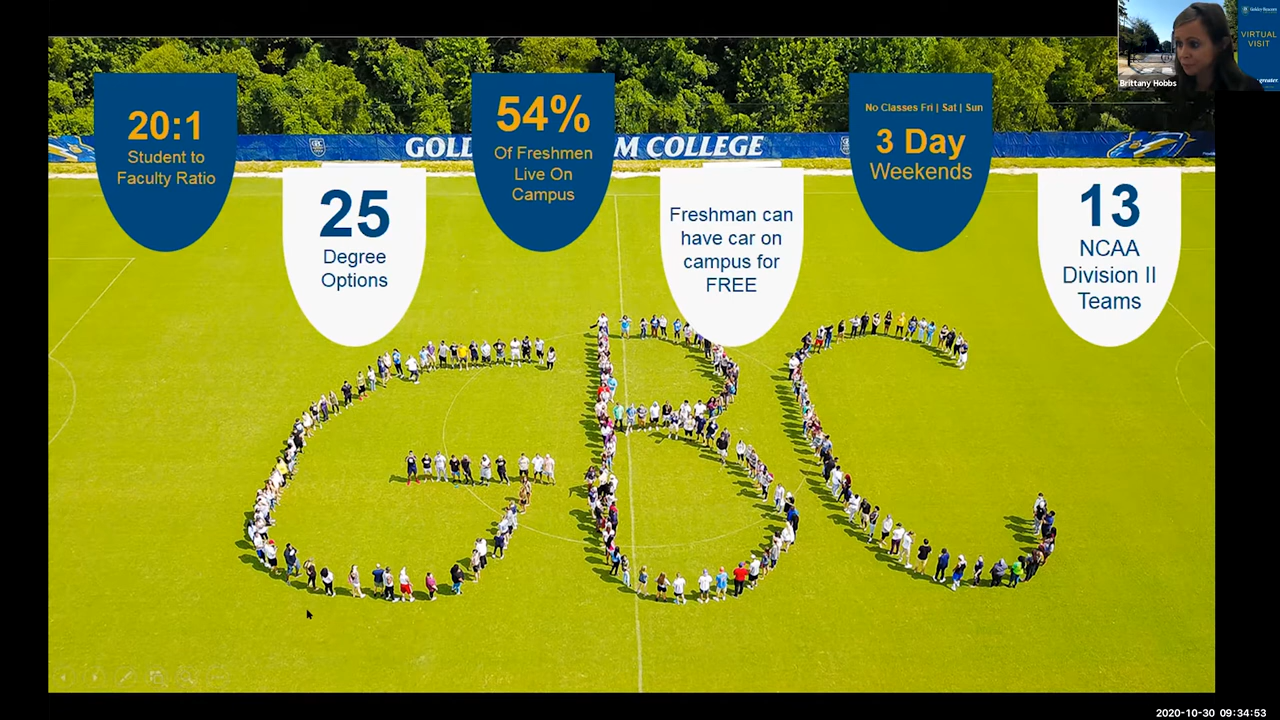 20:1
Student to
Faculty Ratio
25
Degree
Options
54%
Of Freshmen
Live On
Campus
Freshman can
have car on
campus for
FREE
No Classes Fri | Sat | Sun
3 Day
Weekends
13
NCAA
Division II
Teams
GOLD M COLLEGE
GBC
Brittany Hobbs
VIRTUAL
VISIT
2020-10-30 09:34:53